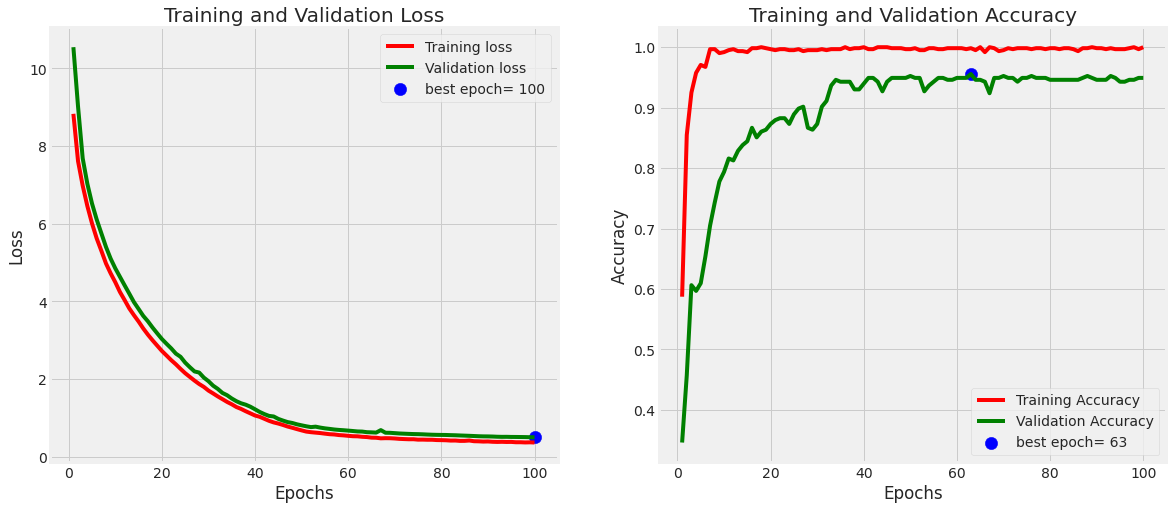 Training and Validation Loss
Training loss
Validation loss
best epoch= 100
Loss
10
8
6
4
2
0
0 20 40 60 80 100
Epochs
Training and Validation Accuracy
Accuracy
1.0
0.9
0.8
0.7
0.6
0.5
0.4
Training Accuracy
Validation Accuracy
best epoch= 63
0 20 40 60 80 100
Epochs